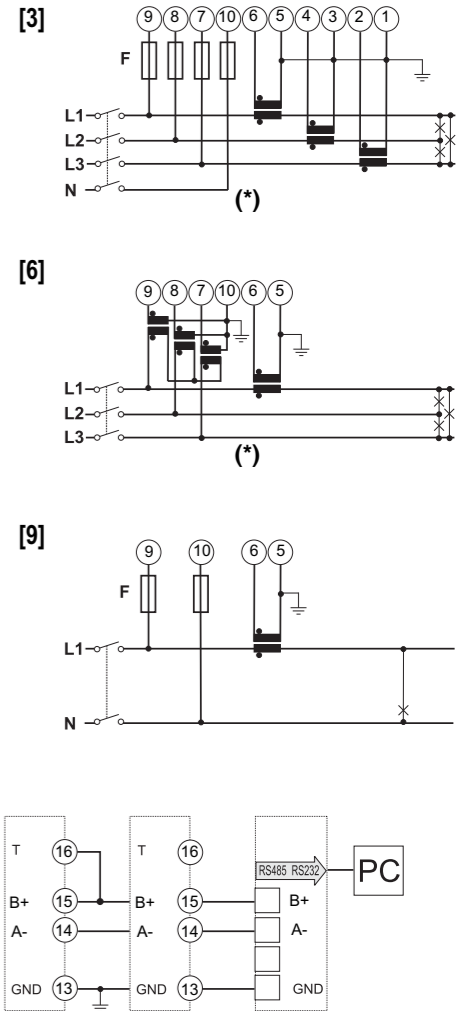 [3]
9 8 7 10 6 5 4 3 2 1
F
L1
L2
L3
N
(*)
[6]
9 8 7 10 6 5
L1
L2
L3
(*)
[9]
9 10 6 5
F
L1
N
T 16 T 16 RS485 RS232 PC
B+ 15 B+ 15 B+
A- 14 A- 14 A-
GND 13 GND 13 GND